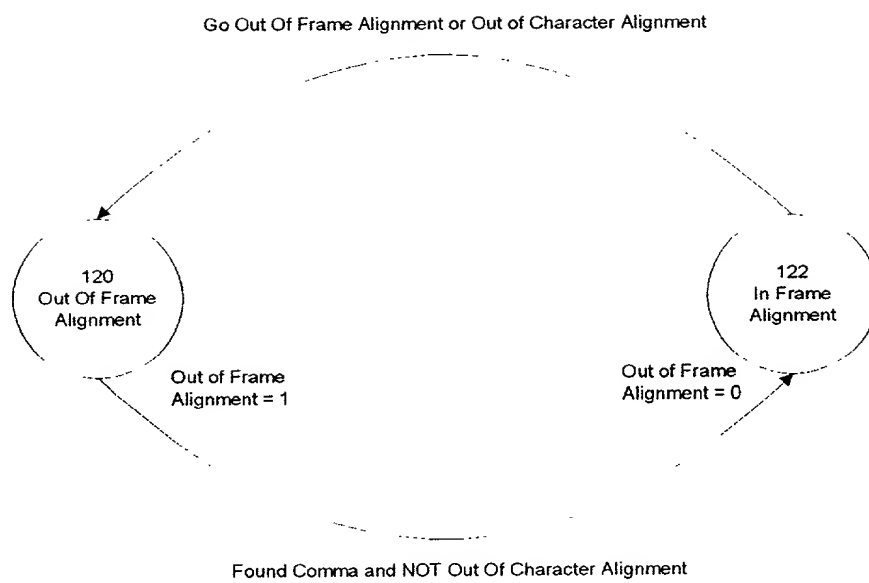 Go Out Of Frame Alignment or Out of Character Alignment
120
Out Of Frame
Alignment
122
In Frame
Alignment
Out of Frame
Alignment = 1
Out of Frame
Alignment = 0
Found Comma and NOT Out Of Character Alignment